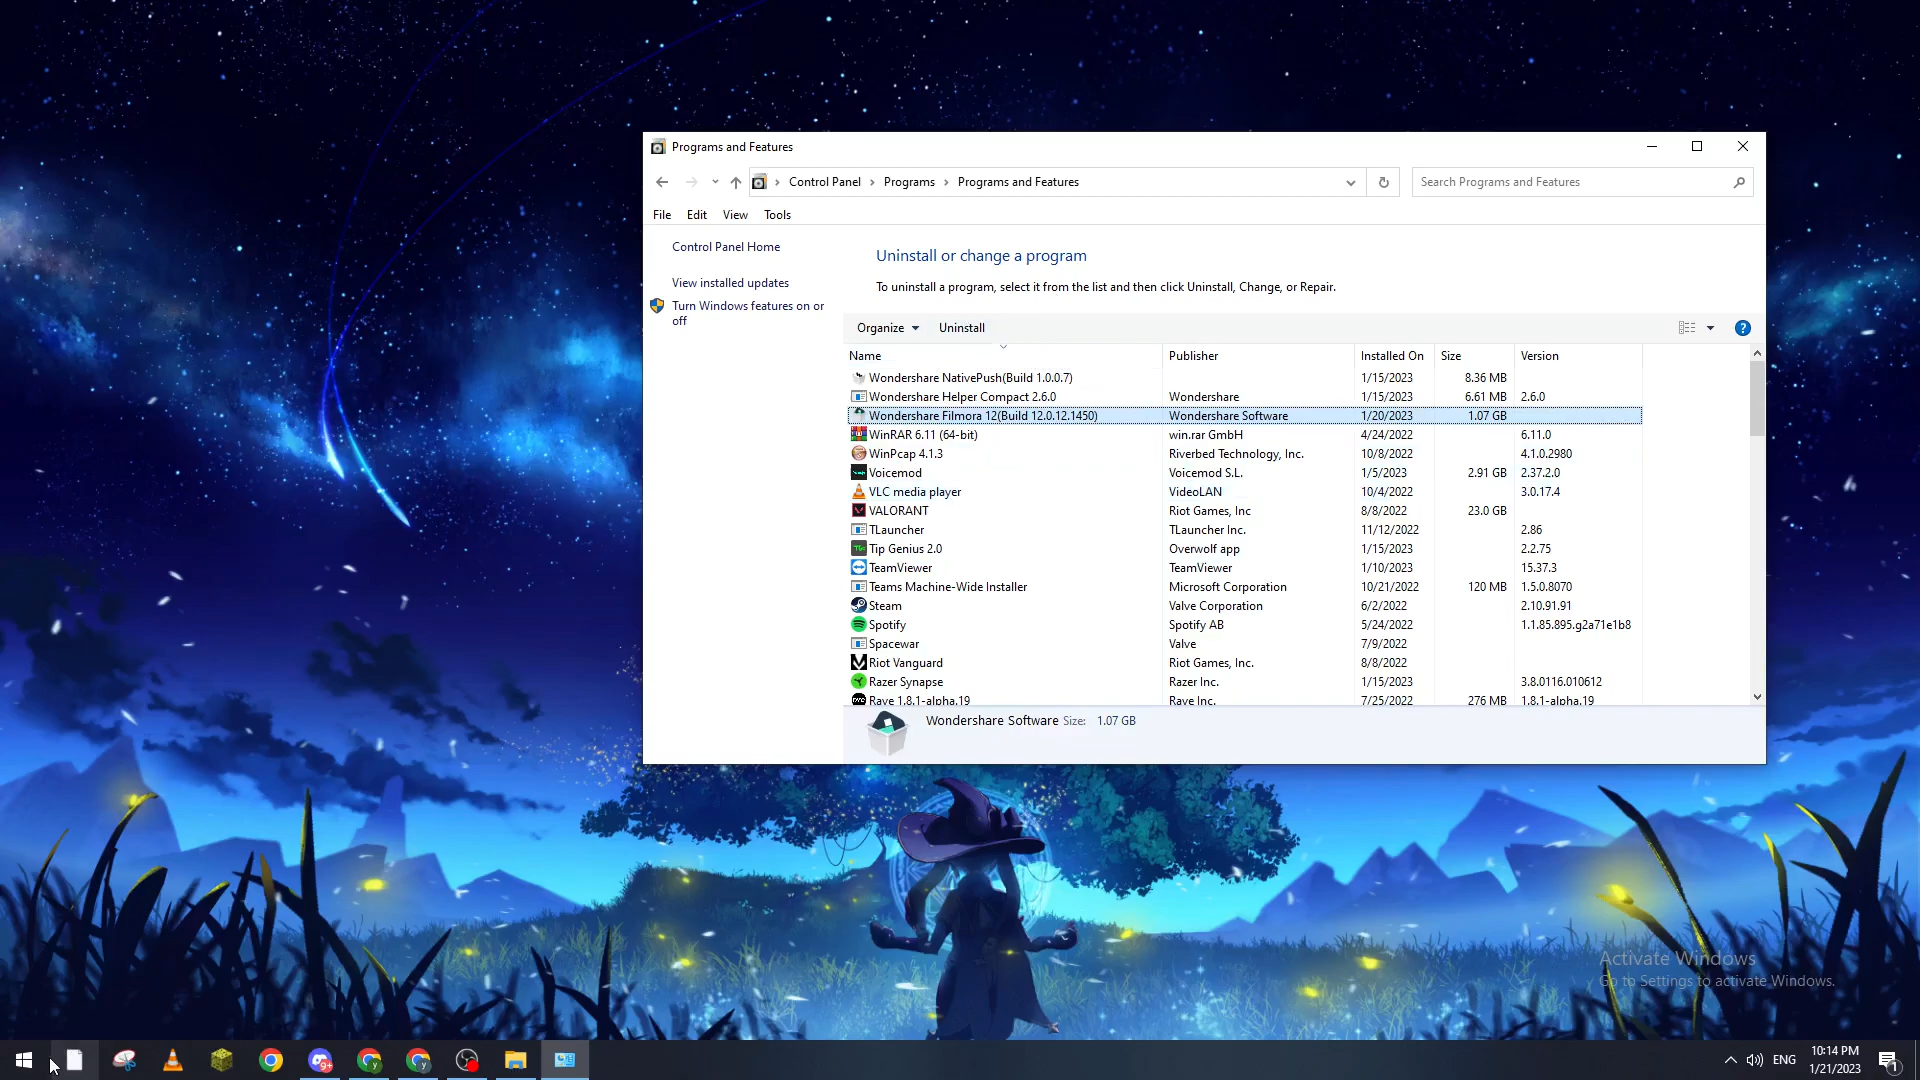 Programs and Features
Control Panel > Programs > Programs and Features
Search Programs and Features
File Edit View Tools
Control Panel Home
View installed updates
Turn Windows features on or
off
Uninstall or change a program
To uninstall a program, select it from the list and then click Uninstall, Change, or Repair.
Organize Uninstall
Name Publisher Installed On Size Version
Wondershare NativePush(Build 1.0.0.7) 1/15/2023 8.36 MB
Wondershare Helper Compact 2.6.0 Wondershare 1/15/2023 6.61 MB 2.6.0
Wondershare Filmora 12(Build 12.0.12.1450) Wondershare Software 1/20/2023 1.07 GB
WinRAR 6.11 (64-bit) win.rar GmbH 4/24/2022 6.11.0
WinPcap 4.1.3 Riverbed Technology, Inc. 10/8/2022 4.1.0.2980
Voicemod Voicemod S.L. 1/5/2023 2.91 GB 2.37.2.0
VLC media player VideoLAN 10/4/2022 3.0.17.4
VALORANT Riot Games, Inc 8/8/2022 23.0 GB
TLauncher TLauncher Inc. 11/12/2022 2.86
Tip Genius 2.0 Overwolf app 1/15/2023 2.2.75
TeamViewer TeamViewer 1/10/2023 15.37.3
Teams Machine-Wide Installer Microsoft Corporation 10/21/2022 120 MB 1.5.0.8070
Steam Valve Corporation 6/2/2022 2.10.91.91
Spotify Spotify AB 5/24/2022 1.1.85.895.g2a71e1b8
Spacewar Valve 7/9/2022
Riot Vanguard Riot Games, Inc. 8/8/2022
Razer Synapse Razer Inc. 1/15/2023 3.8.0116.010612
Rave 1.8.1-alpha.19 Rave Inc. 7/25/2022 276 MB 1.8.1-alpha.19
Wondershare Software Size: 1.07 GB
Activate Windows
Go to Settings to activate Windows.
9+
ENG
10:14 PM
1/21/2023
1